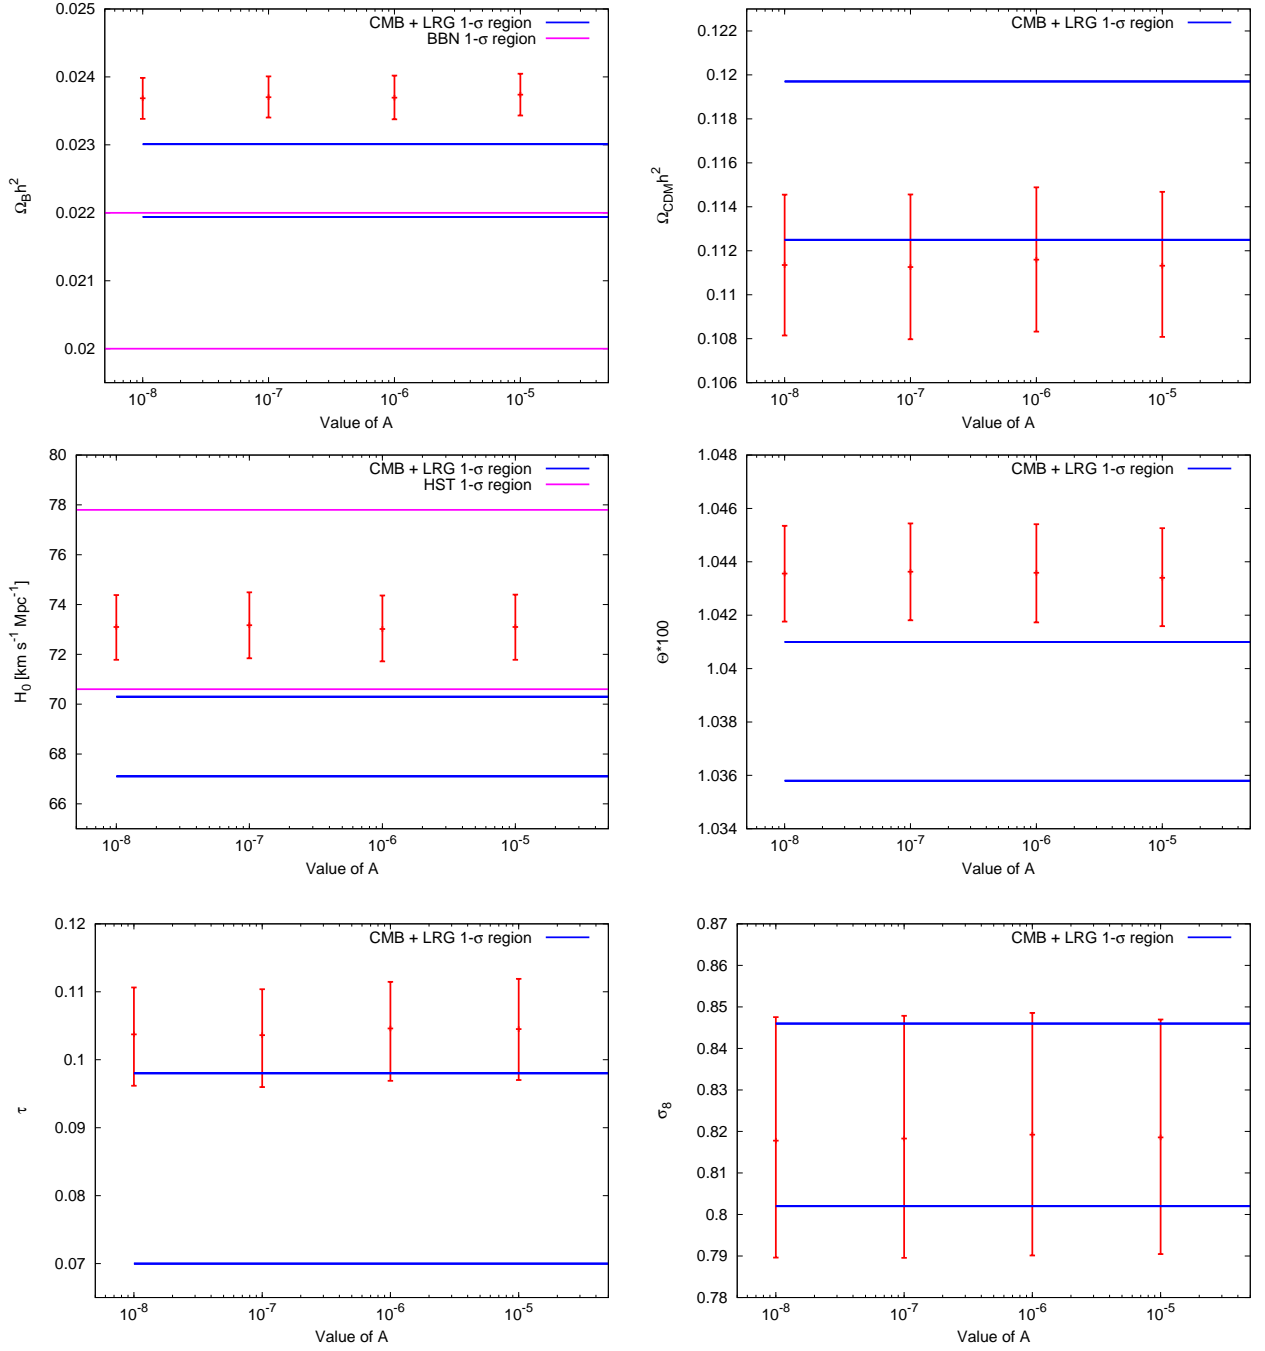 0.025
0.024
0.023
0.022
0.021
0.02
Ω_B h^2
CMB + LRG 1-σ region
BBN 1-σ region
10^-8 10^-7 10^-6 10^-5
Value of A
0.122
0.12
0.118
0.116
0.114
0.112
0.11
0.108
0.106
Ω_CDM h^2
CMB + LRG 1-σ region
10^-8 10^-7 10^-6 10^-5
Value of A
80
78
76
74
72
70
68
66
H_0 [km s^-1 Mpc^-1]
CMB + LRG 1-σ region
HST 1-σ region
10^-8 10^-7 10^-6 10^-5
Value of A
1.048
1.046
1.044
1.042
1.04
1.038
1.036
1.034
Θ*100
CMB + LRG 1-σ region
10^-8 10^-7 10^-6 10^-5
Value of A
0.12
0.11
0.1
0.09
0.08
0.07
τ
CMB + LRG 1-σ region
10^-8 10^-7 10^-6 10^-5
Value of A
0.87
0.86
0.85
0.84
0.83
0.82
0.81
0.8
0.79
0.78
σ_8
CMB + LRG 1-σ region
10^-8 10^-7 10^-6 10^-5
Value of A